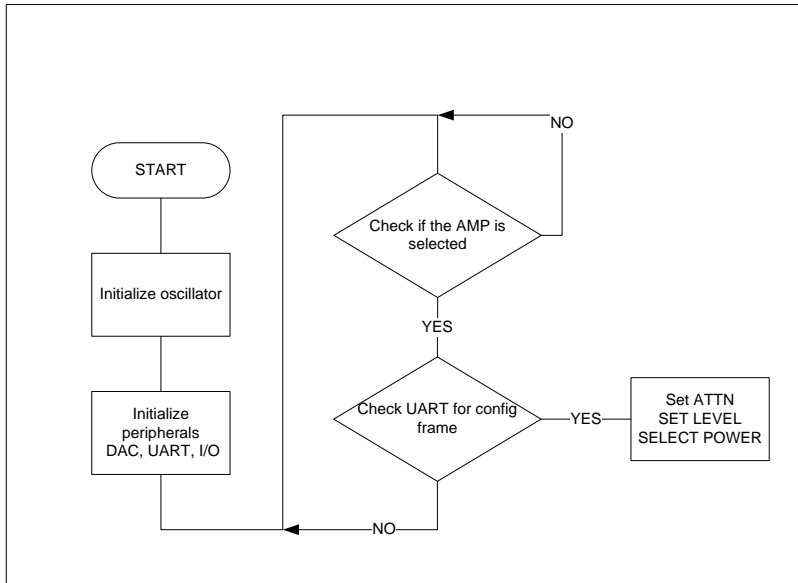 START
Initialize oscillator
Initialize
peripherals
DAC, UART, I/O
NO
Check if the AMP is
selected
YES
Check UART for config
frame
YES
Set ATTN
SET LEVEL
SELECT POWER
NO